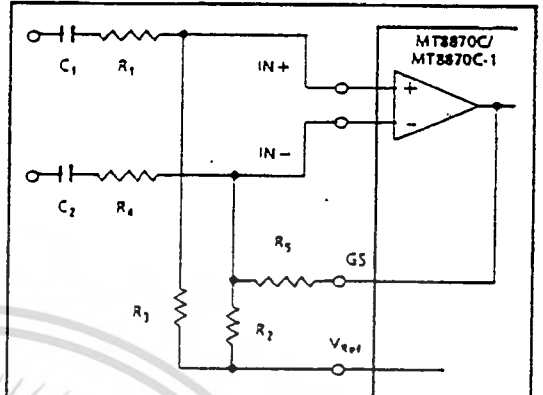 MT8870C/
MT8870C-1
C1 R1 IN+
+
-
IN-
C2 R4
R5 GS
R3 R2 VRef